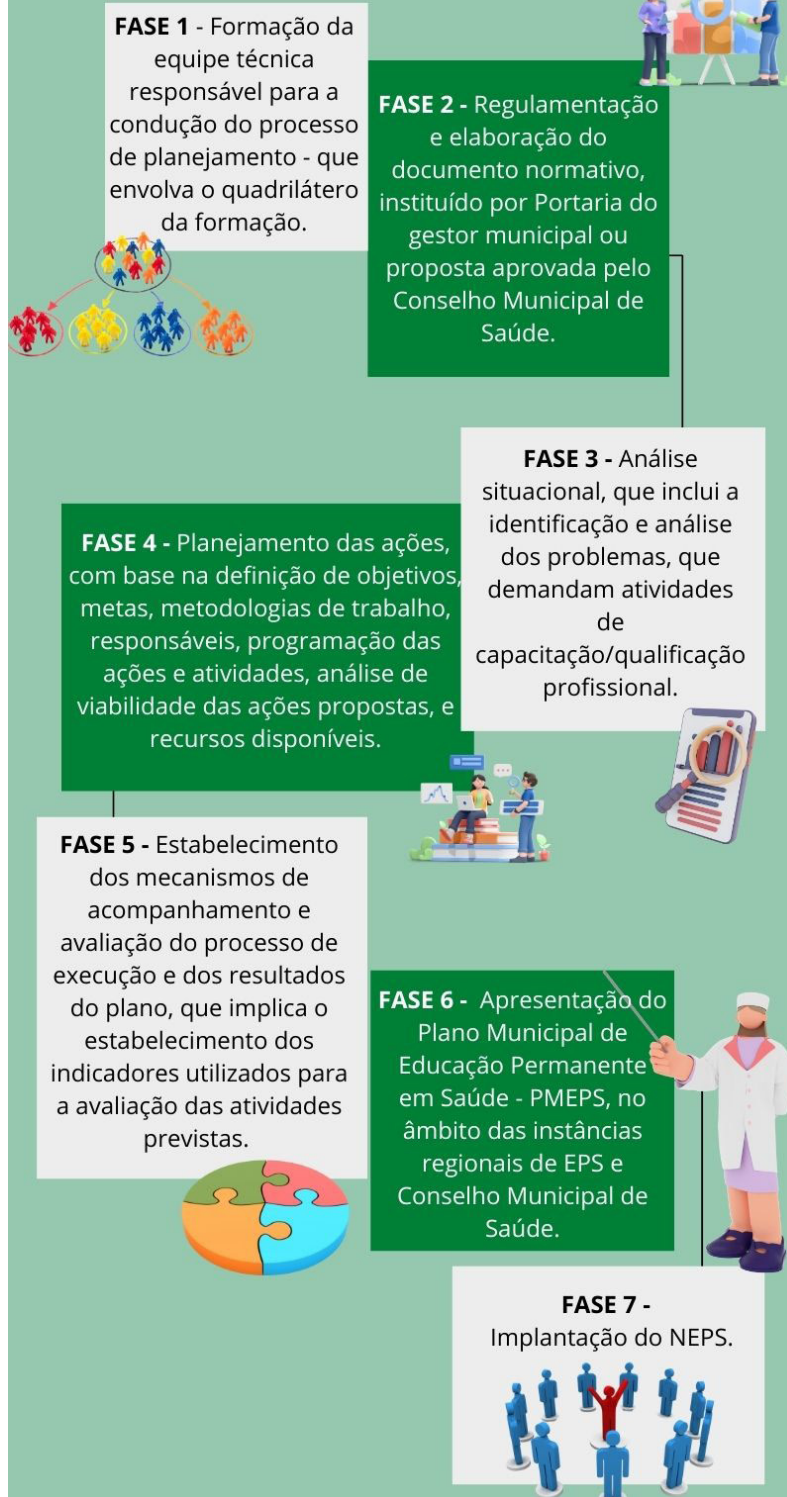 FASE 1 - Formação da
equipe técnica
responsável para a
condução do processo
de planejamento - que
envolva o quadrilátero
da formação.
FASE 2 - Regulamentação
e elaboração do
documento normativo,
instituído por Portaria do
gestor municipal ou
proposta aprovada pelo
Conselho Municipal de
Saúde.
FASE 3 - Análise
situacional, que inclui a
identificação e análise
dos problemas, que
demandam atividades
de
capacitação/qualificação
profissional.
FASE 4 - Planejamento das ações,
com base na definição de objetivos,
metas, metodologias de trabalho,
responsáveis, programação das
ações e atividades, análise de
viabilidade das ações propostas, e
recursos disponíveis.
FASE 5 - Estabelecimento
dos mecanismos de
acompanhamento e
avaliação do processo de
execução e dos resultados
do plano, que implica o
estabelecimento dos
indicadores utilizados para
a avaliação das atividades
previstas.
FASE 6 - Apresentação do
Plano Municipal de
Educação Permanente
em Saúde - PMEPS, no
âmbito das instâncias
regionais de EPS e
Conselho Municipal de
Saúde.
FASE 7 -
Implantação do NEPS.